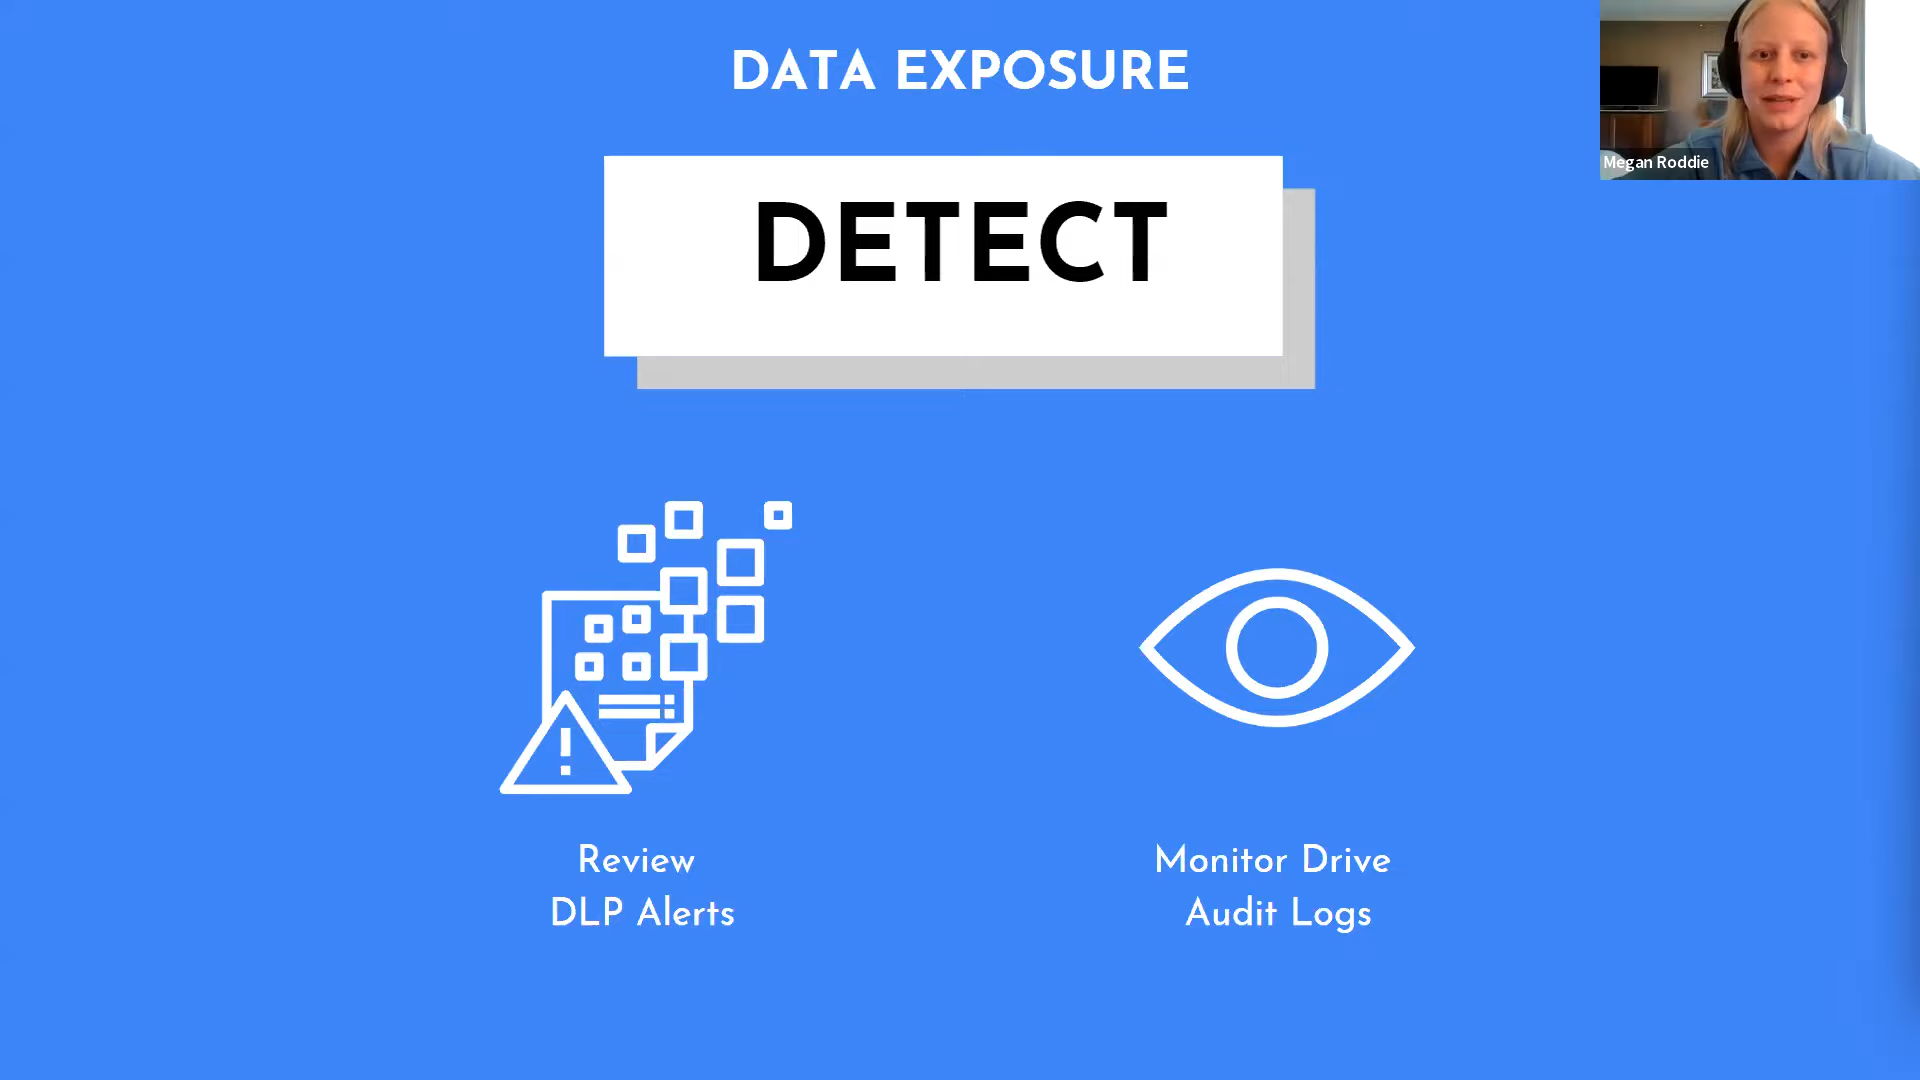 DATA EXPOSURE
Megan Roddie
DETECT
Review
DLP Alerts
Monitor Drive
Audit Logs